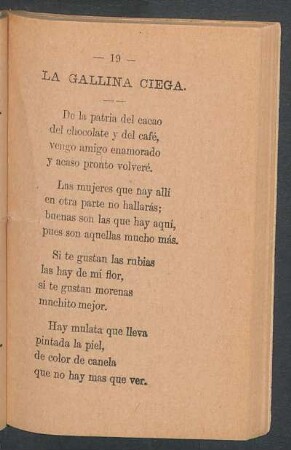 — 19 —
LA GALLINA CIEGA.
De la patria del cacao
del chocolate y del café,
vengo amigo enamorado
y acaso pronto volveré.
Las mujeres que hay allí
en otra parte no hallarás;
buenas son las que hay aquí,
pues son aquellas mucho más.
Si te gustan las rubias
las hay de mi flor,
si te gustan morenas
muchito mejor.
Hay mulata que lleva
pintada la piel,
de color de canela
que no hay mas que ver.